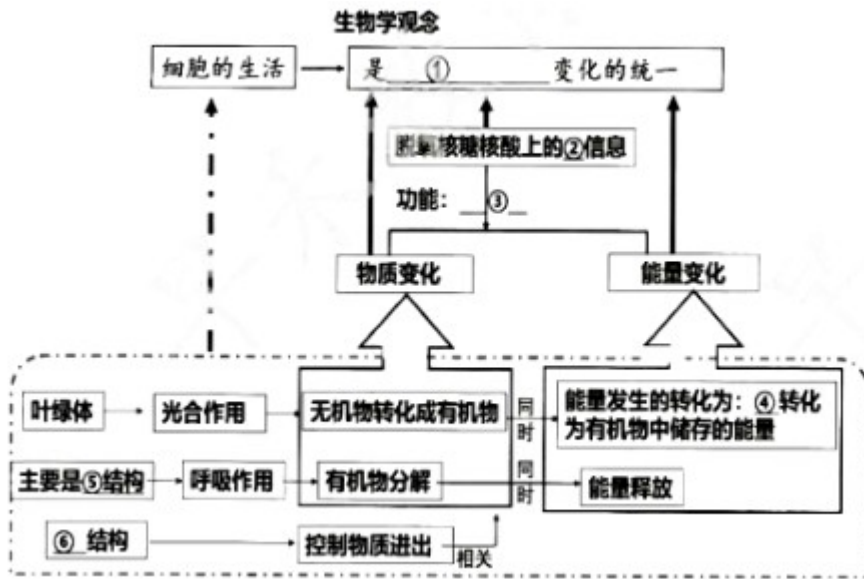 生物学观念
细胞的生活
是 ① 变化的统一
脱氧核糖核酸上的②信息
功能：③
物质变化
能量变化
叶绿体
光合作用
无机物转化成有机物
同时
能量发生的转化为：④转化
为有机物中储存的能量
主要是⑤结构
呼吸作用
有机物分解
同时
能量释放
⑥ 结构
控制物质进出
相关